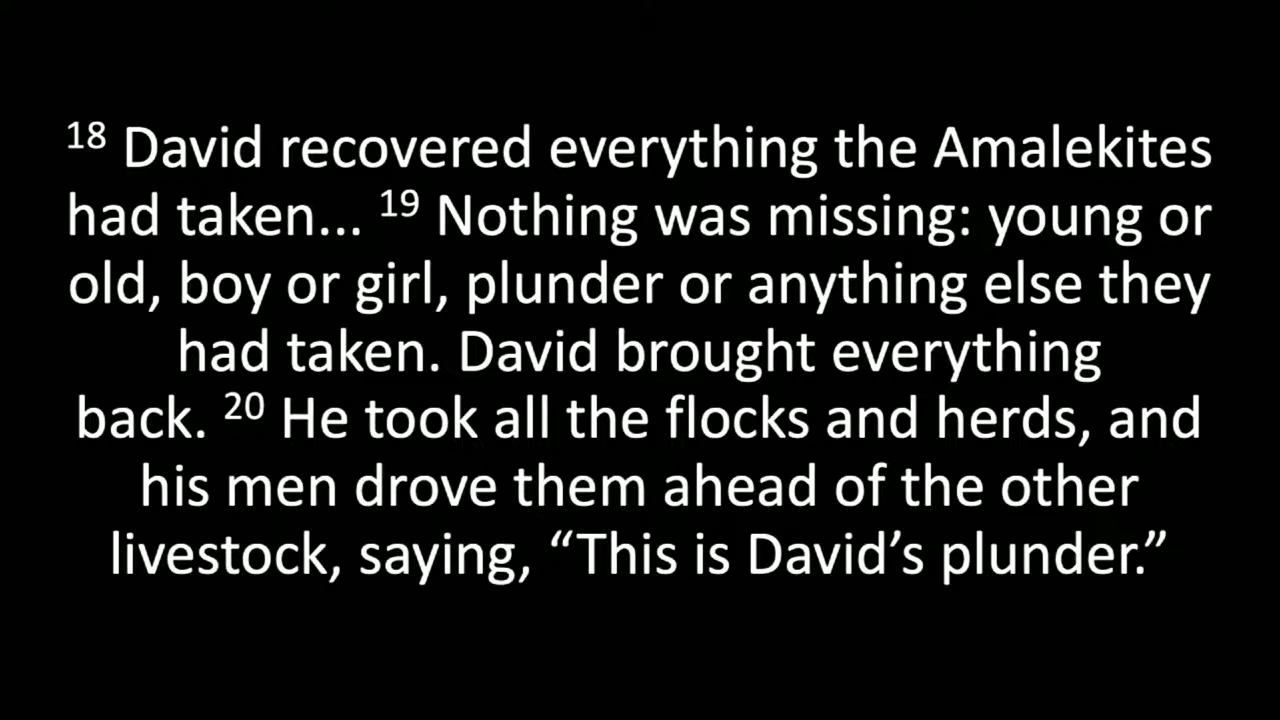 18 David recovered everything the Amalekites
had taken... 19 Nothing was missing: young or
old, boy or girl, plunder or anything else they
had taken. David brought everything
back. 20 He took all the flocks and herds, and
his men drove them ahead of the other
livestock, saying, “This is David’s plunder.”